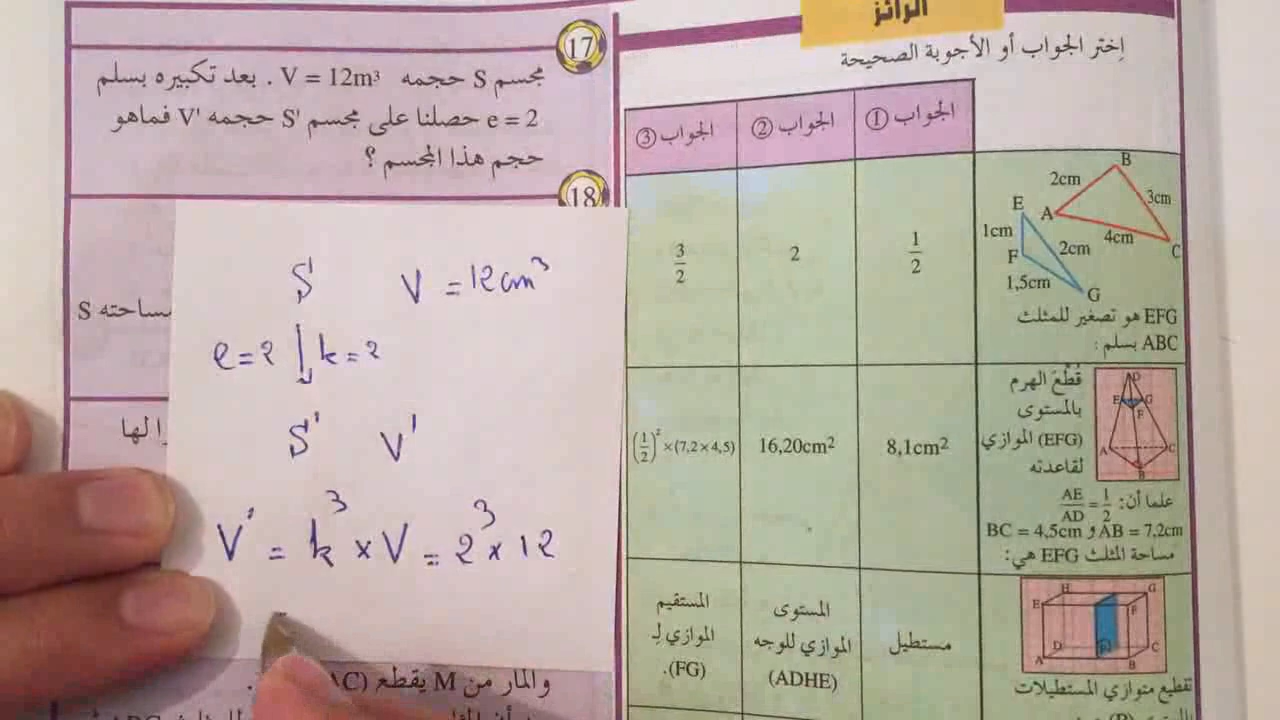 الرائز
إختر الجواب أو الأجوبة الصحيحة
الجواب ①
الجواب ②
الجواب ③
B
2cm
3cm
A
4cm
C
E
1cm
2cm
F
1,5cm
G
EFG هو تصغير للمثلث
ABC بسلم :
1/2
2
3/2
قُطْعَ الهرم
بالمستوى
(EFG) الموازي
لقاعدته
علما أن: AE/AD = 1/2
AB = 7,2cm و BC = 4,5cm
مساحة المثلث EFG هي:
D
E
G
F
A
C
B
8,1cm²
16,20cm²
(1/2)² ×(7,2 × 4,5)
H
G
E
F
D
C
A
B
تقطيع متوازي المستطيلات
مستطيل
المستوى
الموازي للوجه
(ADHE)
المستقيم
الموازي لِـ
(FG).
17
مجسم S حجمه V = 12m³ . بعد تكبيره بسلم
e = 2 حصلنا على مجسم S' حجمه V' فماهو
حجم هذا المجسم ؟
18
مساحته S
S V = 12cm³
e = 2 k = 2
S' V'
V' = k³ × V = 2³ × 12
والمار من M يقطع (AC)